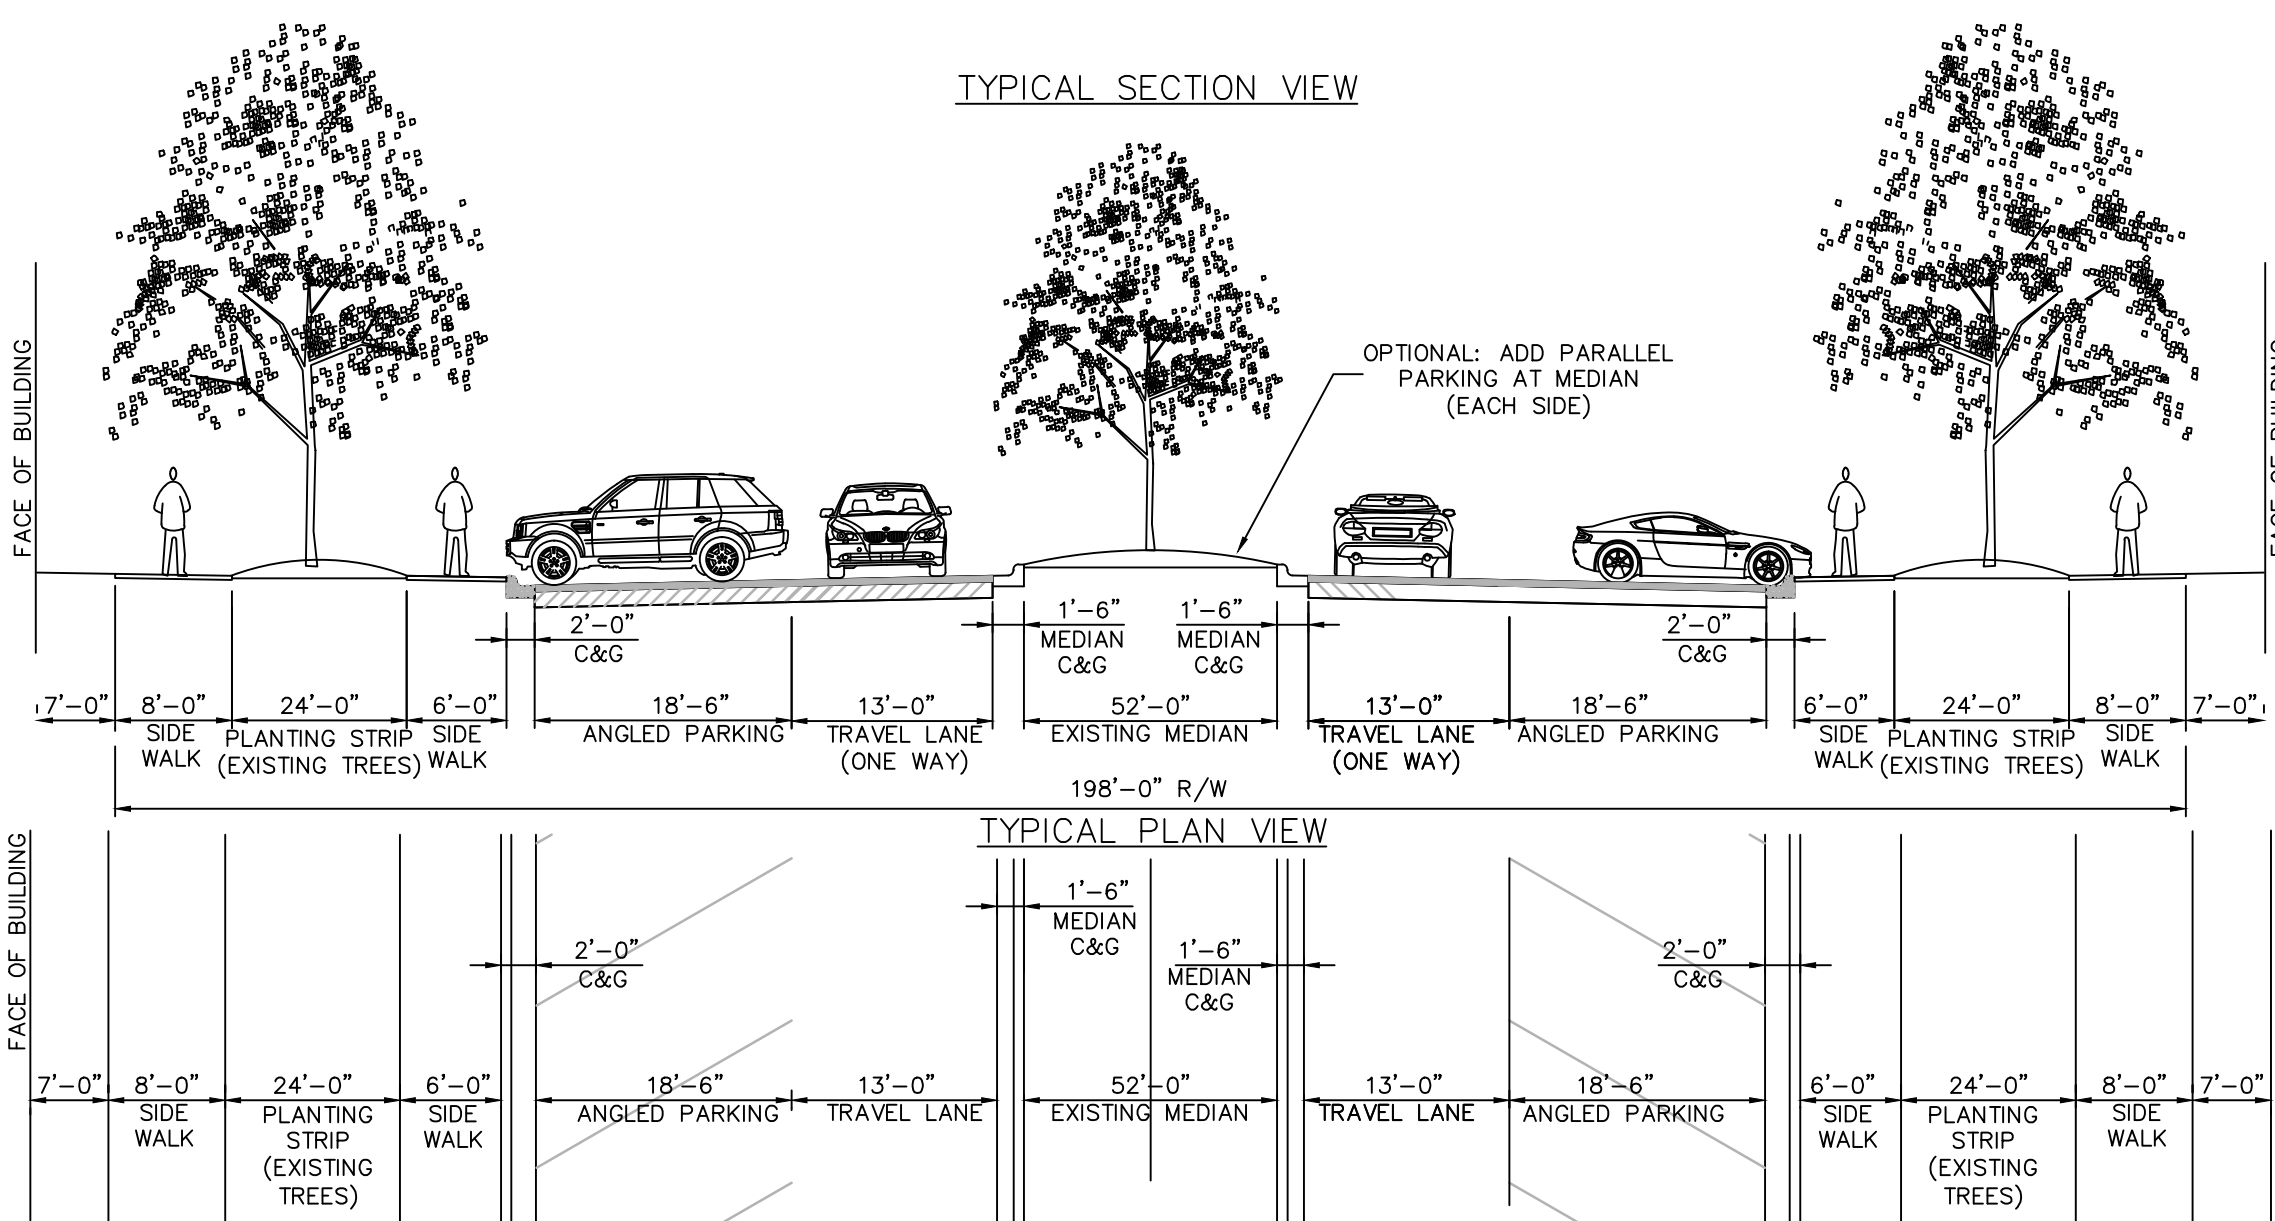 TYPICAL SECTION VIEW
OPTIONAL: ADD PARALLEL
PARKING AT MEDIAN
(EACH SIDE)
FACE OF BUILDING
FACE OF BUILDING
2'-0"
C&G
1'-6"
MEDIAN
C&G
1'-6"
MEDIAN
C&G
2'-0"
C&G
7'-0"
8'-0"
SIDE
WALK
24'-0"
PLANTING STRIP
(EXISTING TREES)
6'-0"
SIDE
WALK
18'-6"
ANGLED PARKING
13'-0"
TRAVEL LANE
(ONE WAY)
52'-0"
EXISTING MEDIAN
13'-0"
TRAVEL LANE
(ONE WAY)
18'-6"
ANGLED PARKING
6'-0"
SIDE
WALK
24'-0"
PLANTING STRIP
(EXISTING TREES)
8'-0"
SIDE
WALK
7'-0"
198'-0" R/W
TYPICAL PLAN VIEW
FACE OF BUILDING
2'-0"
C&G
1'-6"
MEDIAN
C&G
1'-6"
MEDIAN
C&G
2'-0"
C&G
7'-0"
8'-0"
SIDE
WALK
24'-0"
PLANTING
STRIP
(EXISTING
TREES)
6'-0"
SIDE
WALK
18'-6"
ANGLED PARKING
13'-0"
TRAVEL LANE
52'-0"
EXISTING MEDIAN
13'-0"
TRAVEL LANE
18'-6"
ANGLED PARKING
6'-0"
SIDE
WALK
24'-0"
PLANTING
STRIP
(EXISTING
TREES)
8'-0"
SIDE
WALK
7'-0"